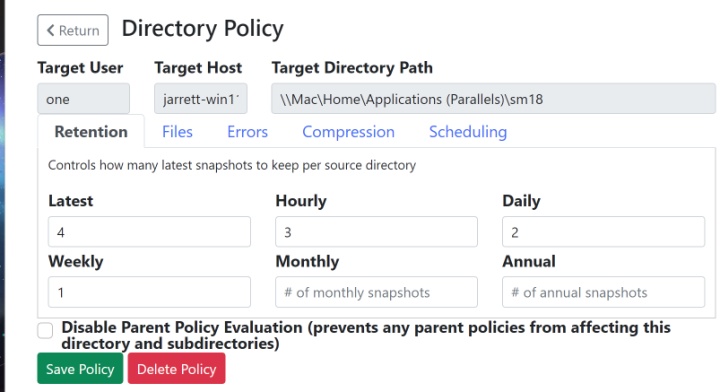 Return Directory Policy
Target User Target Host Target Directory Path
one jarrett-win1 \\Mac\Home\Applications (Parallels)\sm18
Retention Files Errors Compression Scheduling
Controls how many latest snapshots to keep per source directory
Latest Hourly Daily
4 3 2
Weekly Monthly Annual
1 # of monthly snapshots # of annual snapshots
Disable Parent Policy Evaluation (prevents any parent policies from affecting this
directory and subdirectories)
Save Policy Delete Policy